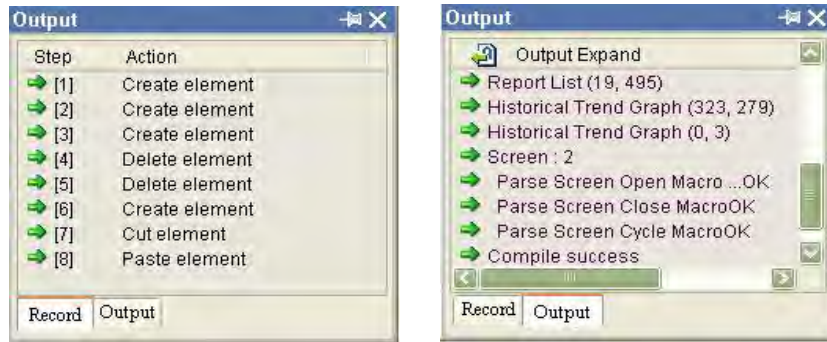 Output
Step Action
[1] Create element
[2] Create element
[3] Create element
[4] Delete element
[5] Delete element
[6] Create element
[7] Cut element
[8] Paste element
Record Output
Output
Output Expand
Report List (19, 495)
Historical Trend Graph (323, 279)
Historical Trend Graph (0, 3)
Screen : 2
Parse Screen Open Macro ...OK
Parse Screen Close MacroOK
Parse Screen Cycle MacroOK
Compile success
Record Output